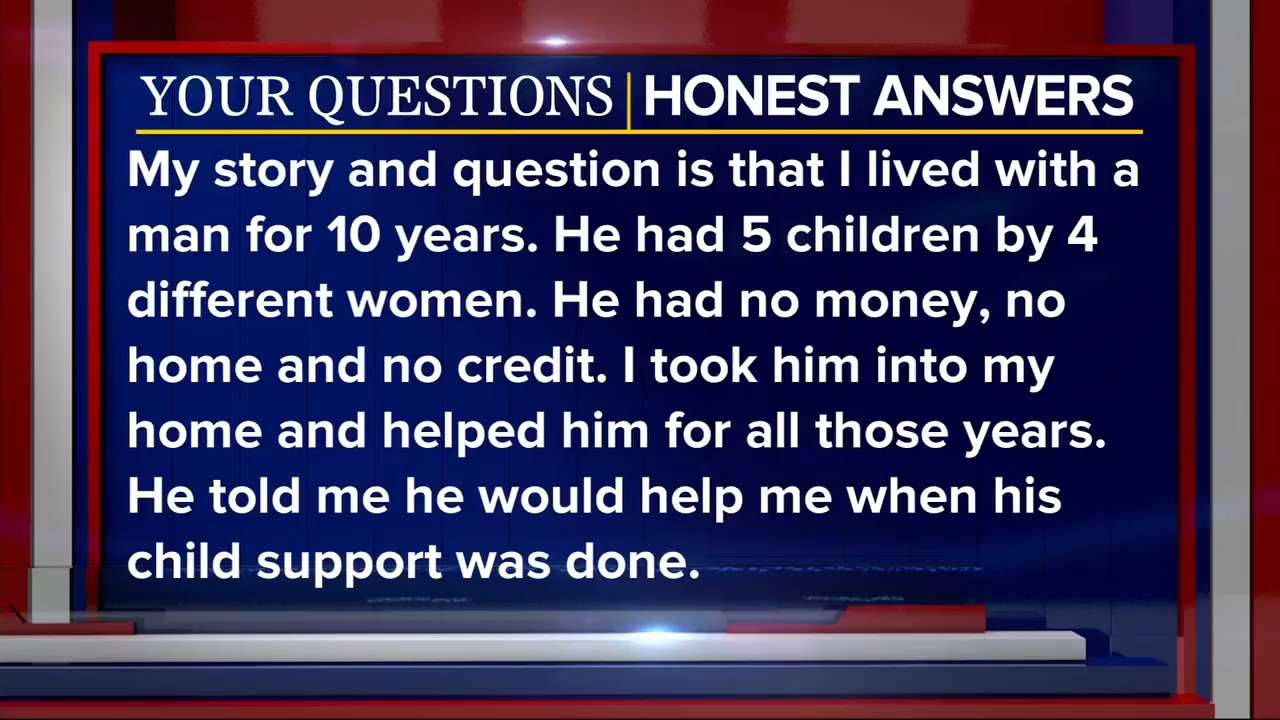 YOUR QUESTIONS | HONEST ANSWERS
My story and question is that I lived with a
man for 10 years. He had 5 children by 4
different women. He had no money, no
home and no credit. I took him into my
home and helped him for all those years.
He told me he would help me when his
child support was done.